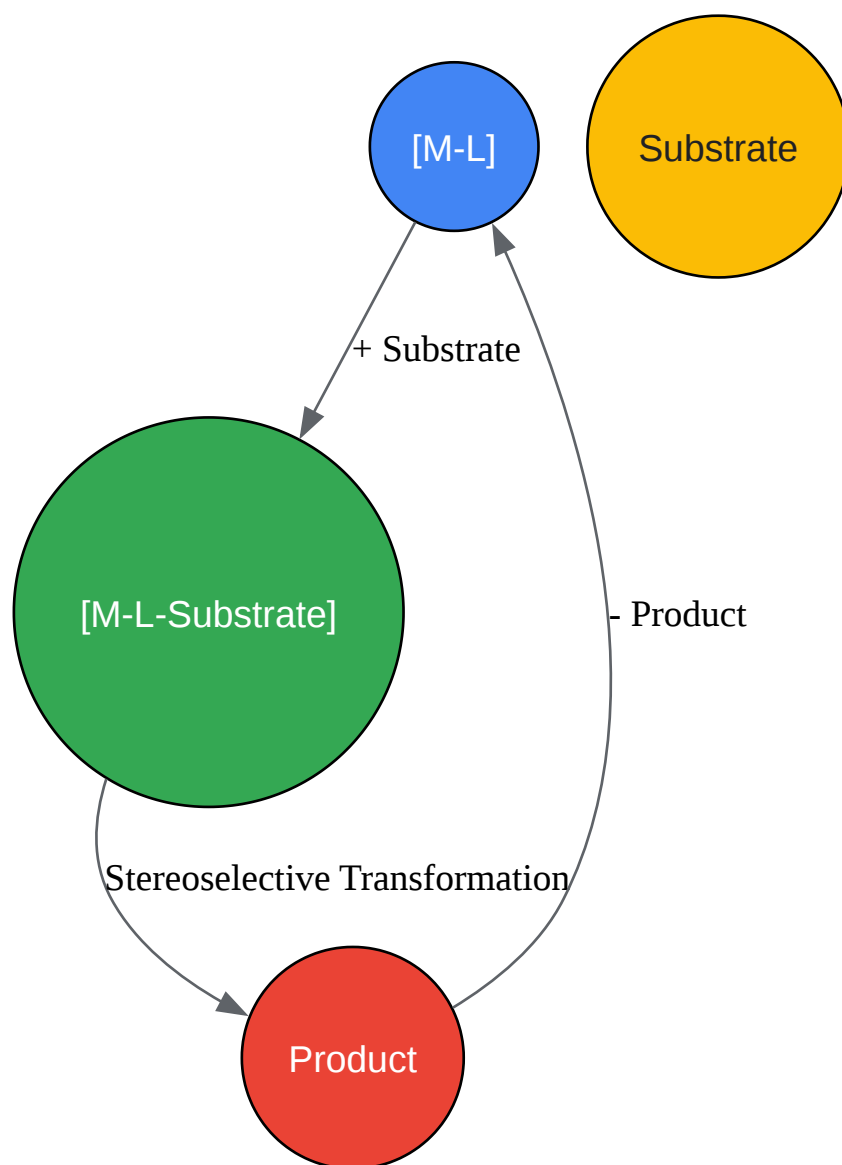 [M-L]
Substrate
+ Substrate
[M-L-Substrate]
- Product
Stereoselective Transformation
Product